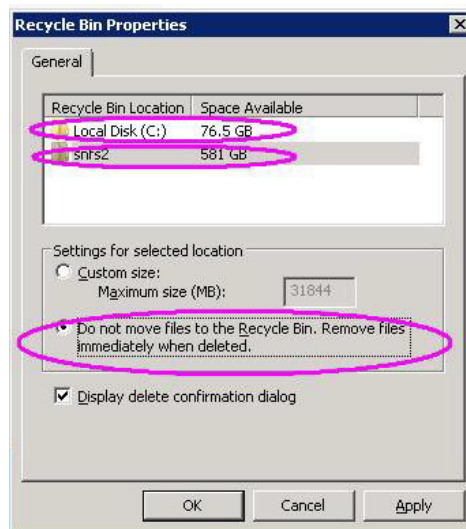 Recycle Bin Properties
General
Recycle Bin Location Space Available
Local Disk (C:) 76.5 GB
snfs2 581 GB
Settings for selected location
Custom size:
Maximum size (MB): 31844
Do not move files to the Recycle Bin. Remove files
immediately when deleted.
Display delete confirmation dialog
OK Cancel Apply